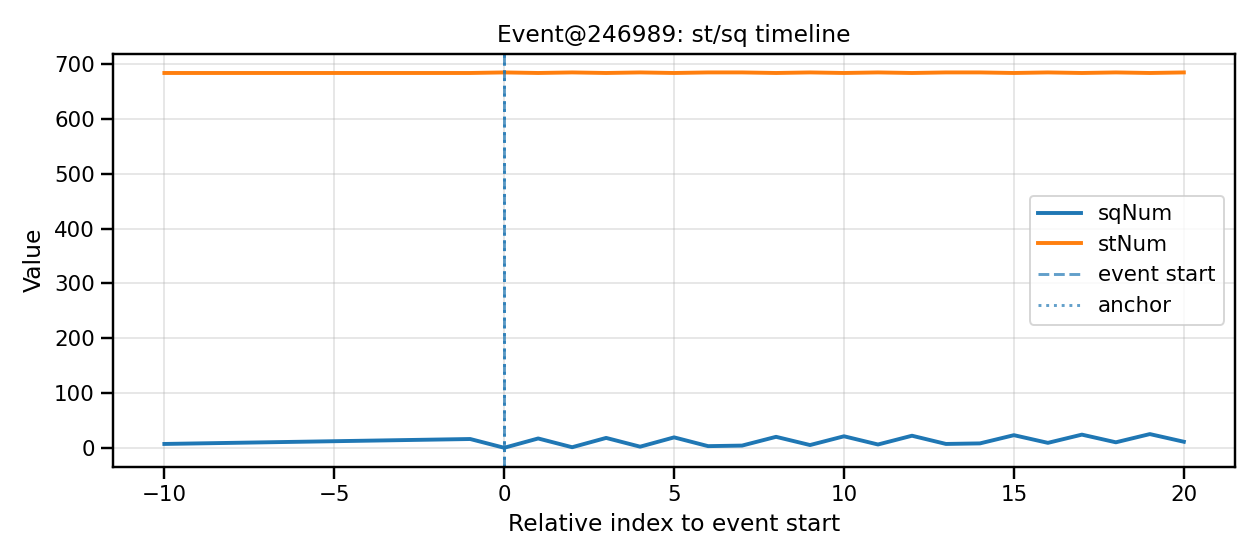 Event@246989: st/sq timeline
Value
700
600
500
400
300
200
100
0
sqNum
stNum
event start
anchor
−10
−5
0
5
10
15
20
Relative index to event start